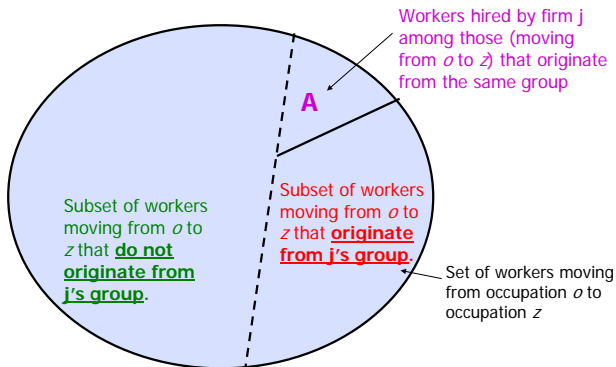 Workers hired by firm j
among those (moving
from o to z) that originate
from the same group
A
Subset of workers
moving from o to
z that do not
originate from
j's group.
Subset of workers
moving from o to
z that originate
from j's group.
Set of workers moving
from occupation o to
occupation z